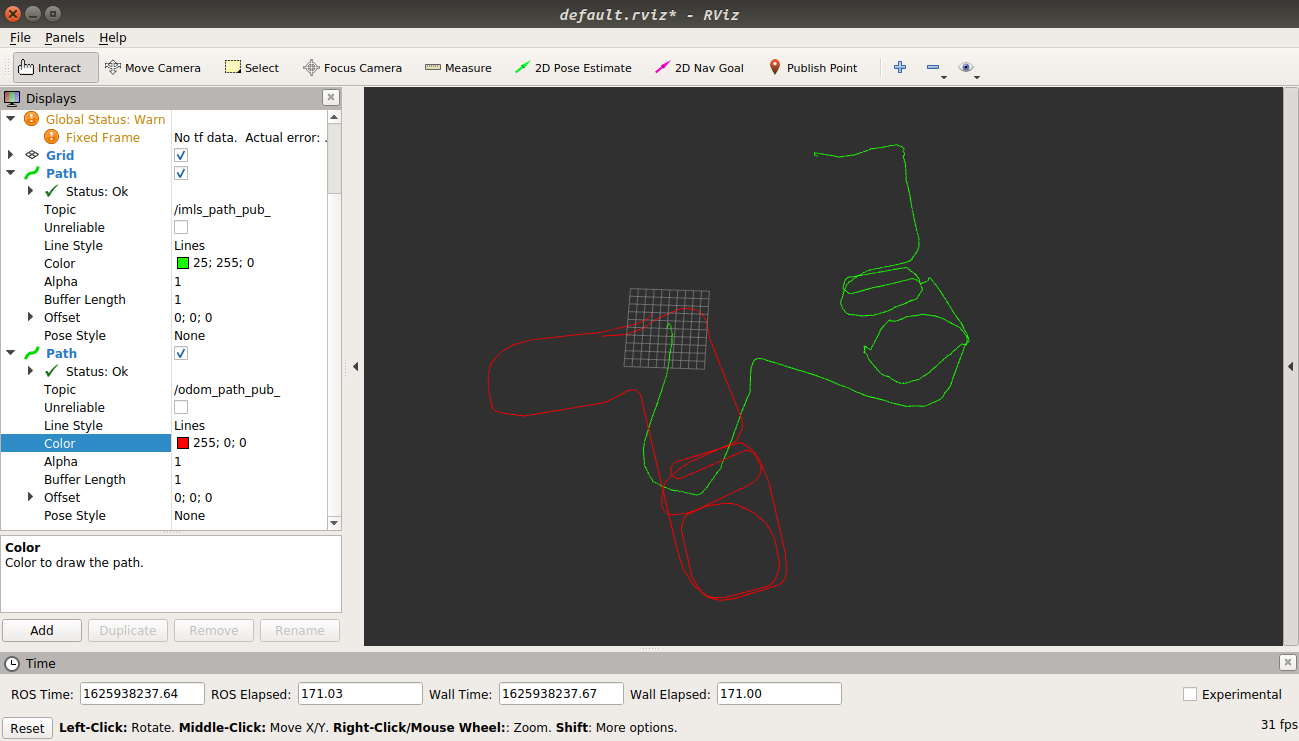 default.rviz* - RViz
File Panels Help
Interact Move Camera Select Focus Camera Measure 2D Pose Estimate 2D Nav Goal Publish Point
Displays
Global Status: Warn
Fixed Frame No tf data. Actual error: .
Grid
Path
Status: Ok
Topic /imls_path_pub_
Unreliable
Line Style Lines
Color 25; 255; 0
Alpha 1
Buffer Length 1
Offset 0; 0; 0
Pose Style None
Path
Status: Ok
Topic /odom_path_pub_
Unreliable
Line Style Lines
Color 255; 0; 0
Alpha 1
Buffer Length 1
Offset 0; 0; 0
Pose Style None
Color
Color to draw the path.
Add Duplicate Remove Rename
Time
ROS Time: 1625938237.64 ROS Elapsed: 171.03 Wall Time: 1625938237.67 Wall Elapsed: 171.00 Experimental
Reset Left-Click: Rotate. Middle-Click: Move X/Y. Right-Click/Mouse Wheel:: Zoom. Shift: More options. 31 fps